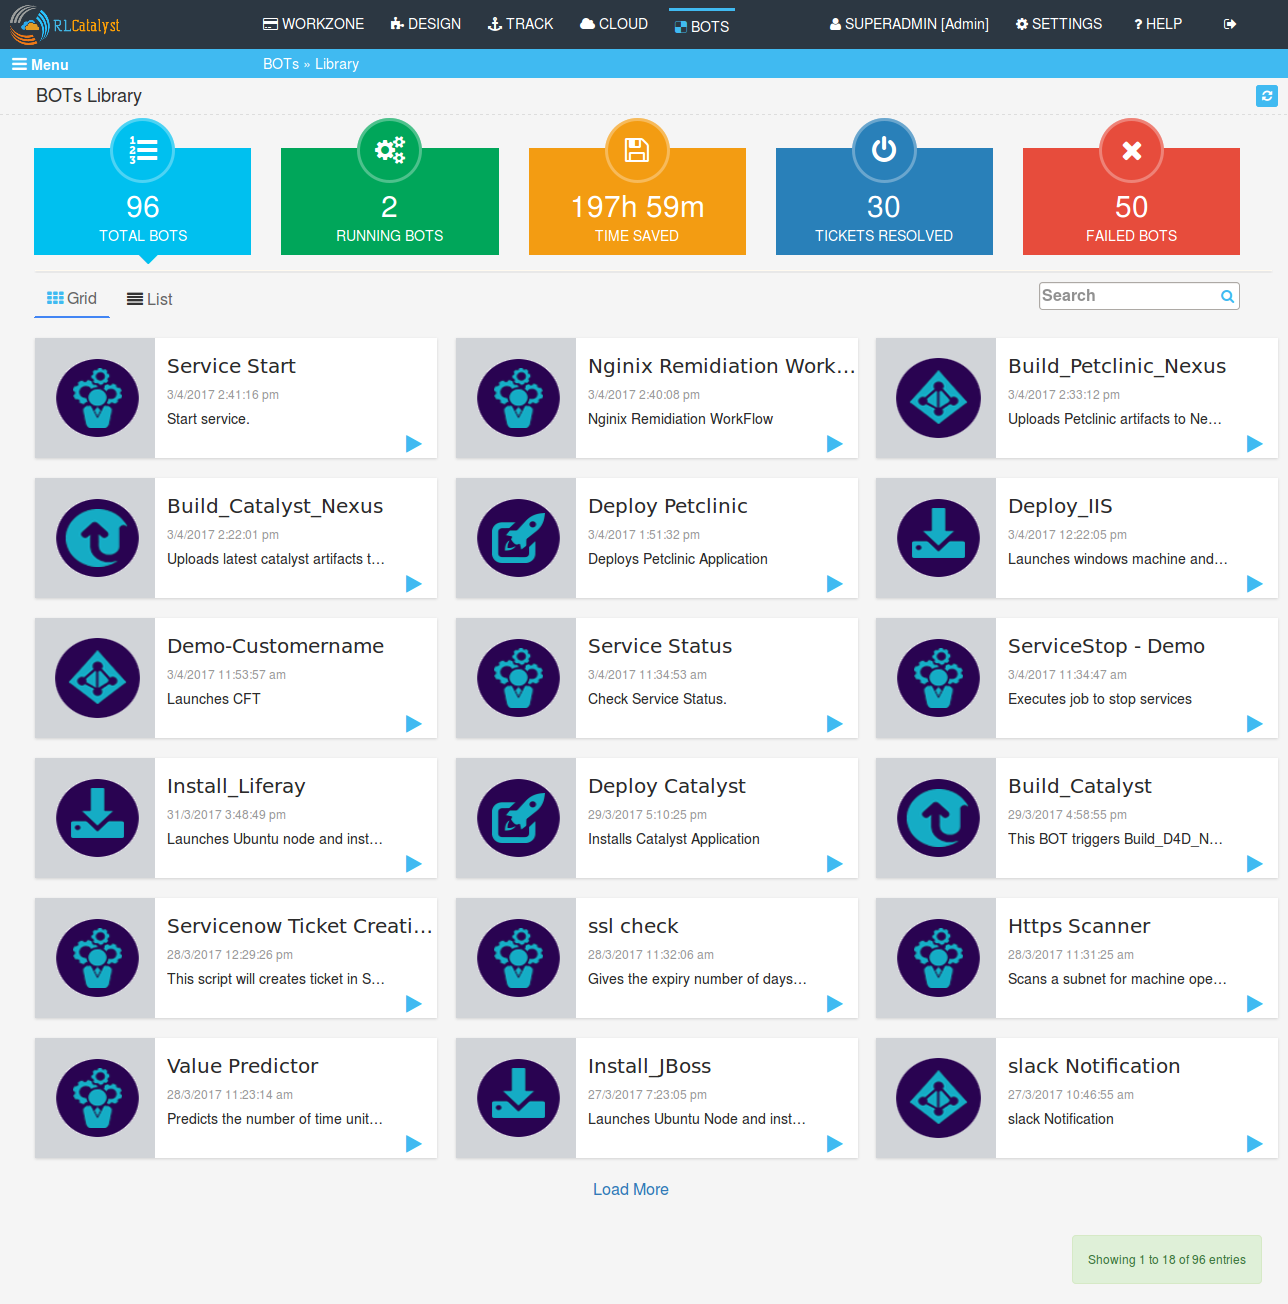 RLCatalyst
WORKZONE DESIGN TRACK CLOUD BOTS SUPERADMIN [Admin] SETTINGS ? HELP
Menu BOTs » Library
BOTs Library
96 2 197h 59m 30 50
TOTAL BOTS RUNNING BOTS TIME SAVED TICKETS RESOLVED FAILED BOTS
Grid List Search
Service Start
3/4/2017 2:41:16 pm
Start service.
Nginix Remidiation Work...
3/4/2017 2:40:08 pm
Nginix Remidiation WorkFlow
Build_Petclinic_Nexus
3/4/2017 2:33:12 pm
Uploads Petclinic artifacts to Ne...
Build_Catalyst_Nexus
3/4/2017 2:22:01 pm
Uploads latest catalyst artifacts t...
Deploy Petclinic
3/4/2017 1:51:32 pm
Deploys Petclinic Application
Deploy_IIS
3/4/2017 12:22:05 pm
Launches windows machine and...
Demo-Customername
3/4/2017 11:53:57 am
Launches CFT
Service Status
3/4/2017 11:34:53 am
Check Service Status.
ServiceStop - Demo
3/4/2017 11:34:47 am
Executes job to stop services
Install_Liferay
31/3/2017 3:48:49 pm
Launches Ubuntu node and inst...
Deploy Catalyst
29/3/2017 5:10:25 pm
Installs Catalyst Application
Build_Catalyst
29/3/2017 4:58:55 pm
This BOT triggers Build_D4D_N...
Servicenow Ticket Creati...
28/3/2017 12:29:26 pm
This script will creates ticket in S...
ssl check
28/3/2017 11:32:06 am
Gives the expiry number of days...
Https Scanner
28/3/2017 11:31:25 am
Scans a subnet for machine ope...
Value Predictor
28/3/2017 11:23:14 am
Predicts the number of time unit...
Install_JBoss
27/3/2017 7:23:05 pm
Launches Ubuntu Node and inst...
slack Notification
27/3/2017 10:46:55 am
slack Notification
Load More
Showing 1 to 18 of 96 entries